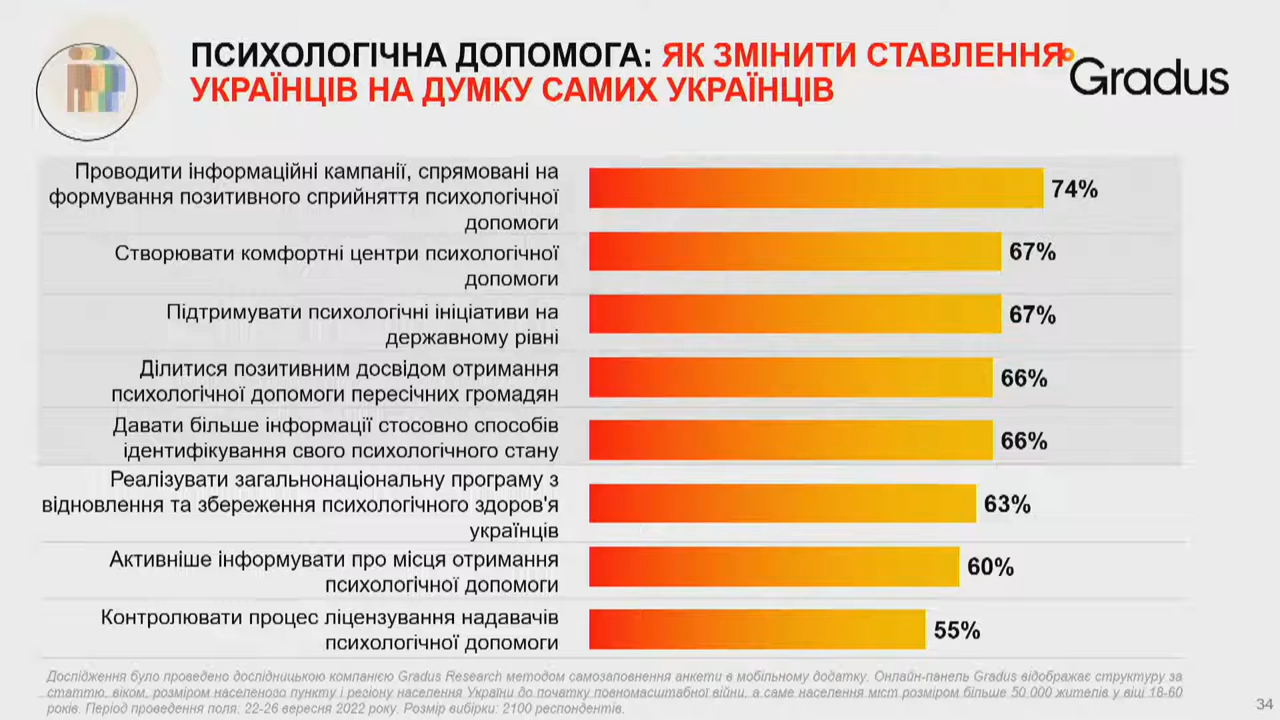 ПСИХОЛОГІЧНА ДОПОМОГА: ЯК ЗМІНИТИ СТАВЛЕННЯ
УКРАЇНЦІВ НА ДУМКУ САМИХ УКРАЇНЦІВ
Gradus
Проводити інформаційні кампанії, спрямовані на
формування позитивного сприйняття психологічної
допомоги
74%
Створювати комфортні центри психологічної
допомоги
67%
Підтримувати психологічні ініціативи на
державному рівні
67%
Ділитися позитивним досвідом отримання
психологічної допомоги пересічних громадян
66%
Давати більше інформації стосовно способів
ідентифікування свого психологічного стану
66%
Реалізувати загальнонаціональну програму з
відновлення та збереження психологічного здоров'я
українців
63%
Активніше інформувати про місця отримання
психологічної допомоги
60%
Контролювати процес ліцензування надавачів
психологічної допомоги
55%
Дослідження було проведено дослідницькою компанією Gradus Research методом самозаповнення анкети в мобільному додатку. Онлайн-панель Gradus відображає структуру за
статтю, віком, розміром населеного пункту і регіону населення України до початку повномасштабної війни, а саме населення міст розміром більше 50 000 жителів у віці 18-60
років. Період проведення поля: 22-26 вересня 2022 року. Розмір вибірки: 2100 респондентів.
34